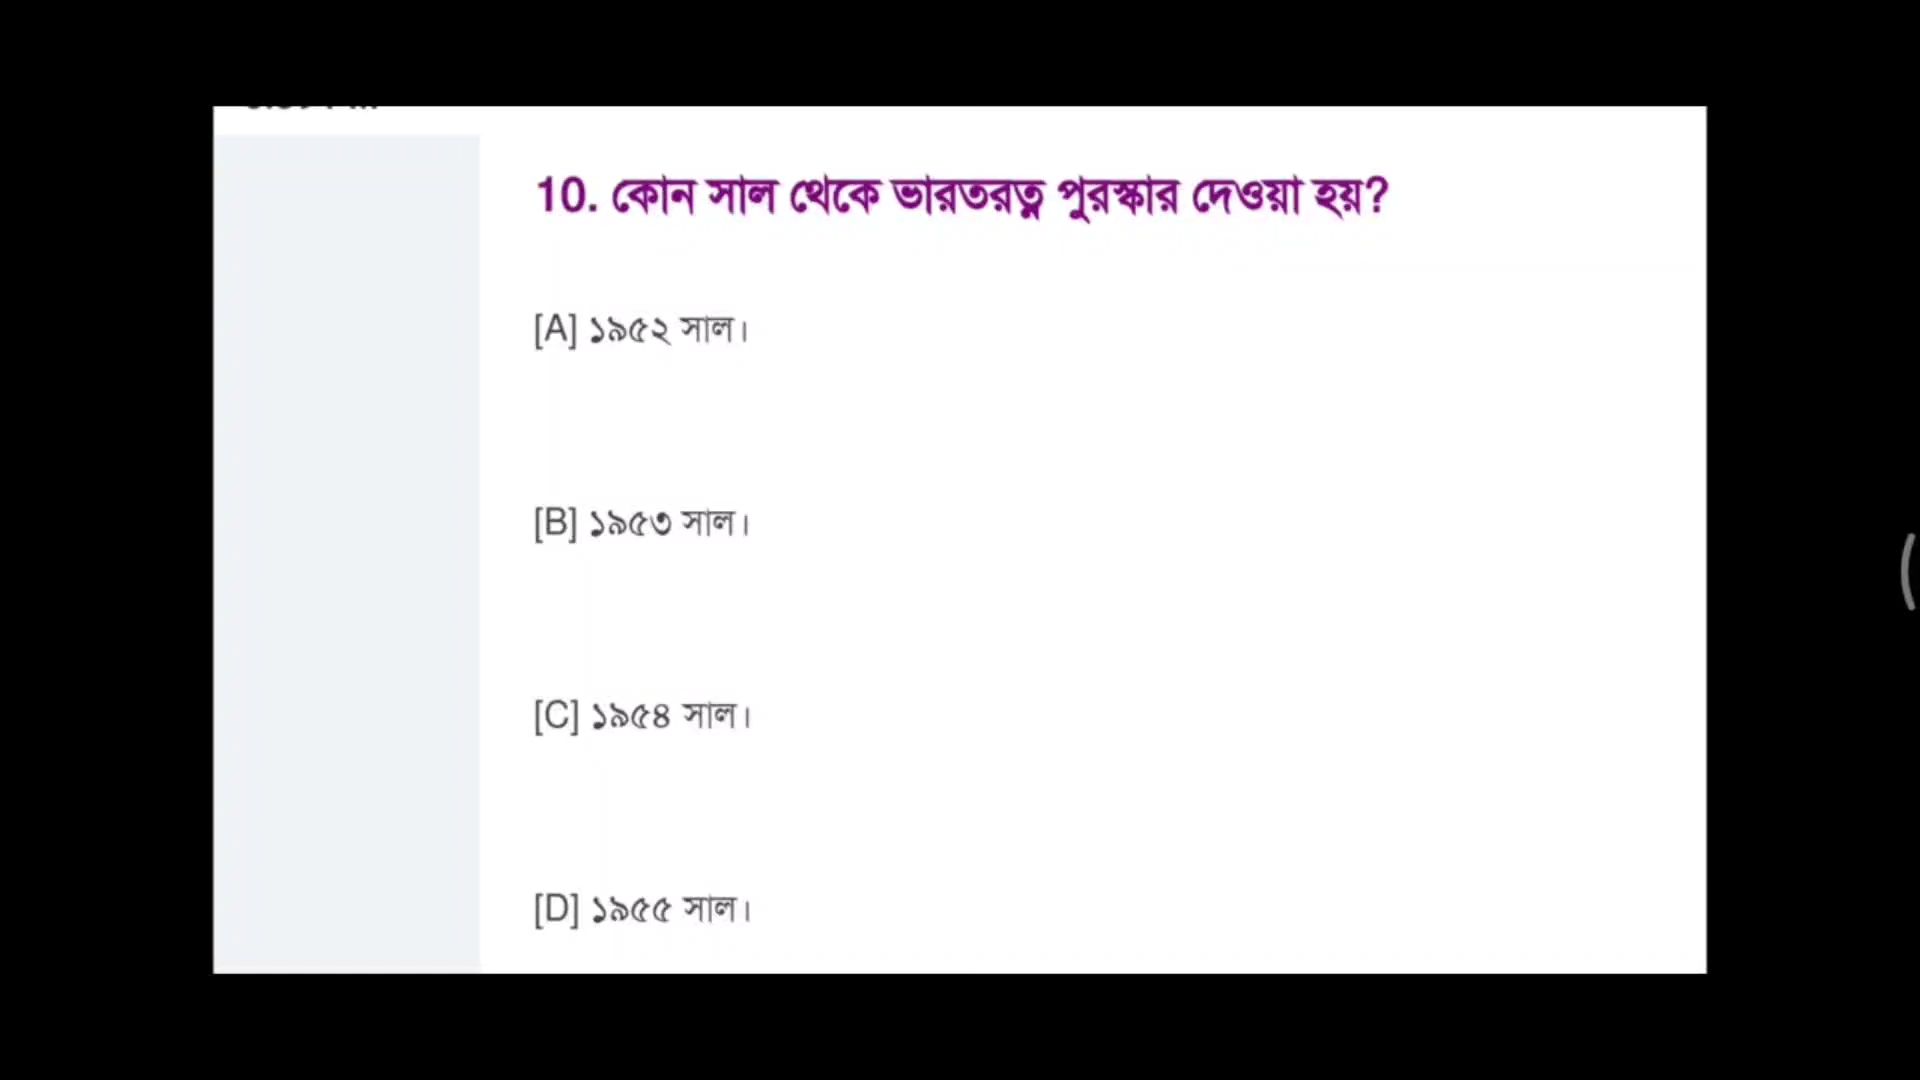 10. কোন সাল থেকে ভারতরত্ন পুরস্কার দেওয়া হয়?
[A] ১৯৫২ সাল।
[B] ১৯৫৩ সাল।
[C] ১৯৫৪ সাল।
[D] ১৯৫৫ সাল।